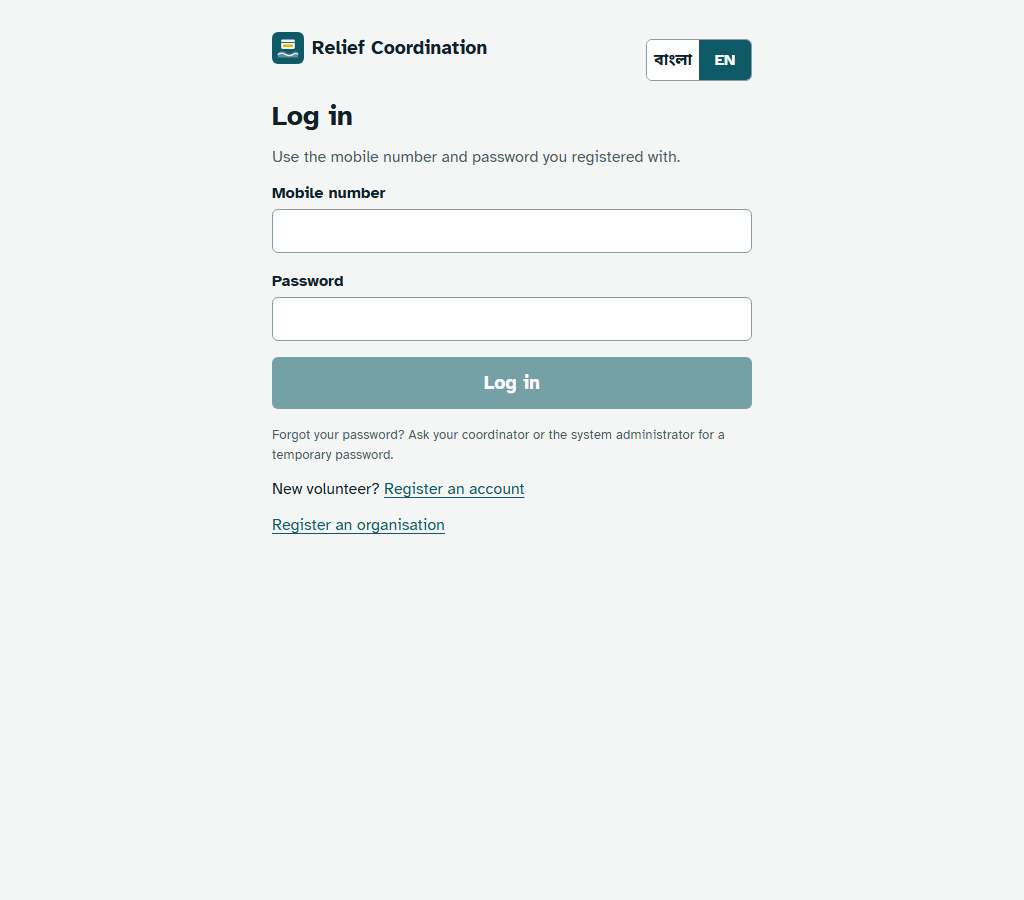 Relief Coordination
বাংলা EN
Log in
Use the mobile number and password you registered with.
Mobile number
Password
Log in
Forgot your password? Ask your coordinator or the system administrator for a
temporary password.
New volunteer? Register an account
Register an organisation